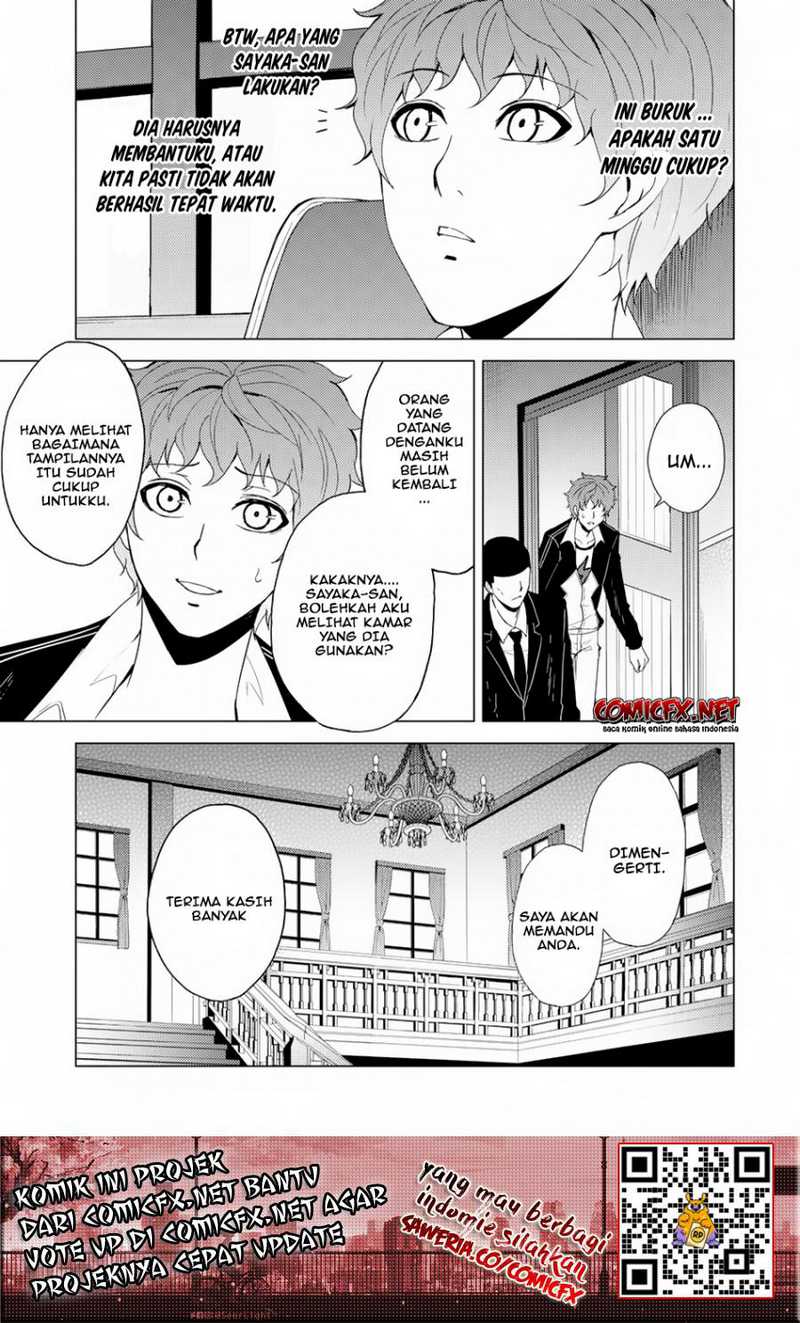 INI BURUK ...
APAKAH SATU
MINGGU CUKUP?
BTW, APA YANG
SAYAKA-SAN
LAKUKAN?
DIA HARUSNYA
MEMBANTUKU, ATAU
KITA PASTI TIDAK AKAN
BERHASIL TEPAT WAKTU.
UM...
ORANG
YANG
DATANG
DENGANKU
MASIH
BELUM
KEMBALI
...
KAKAKNYA....
SAYAKA-SAN,
BOLEHKAH AKU
MELIHAT KAMAR
YANG DIA
GUNAKAN?
HANYA MELIHAT
BAGAIMANA
TAMPILANNYA
ITU SUDAH
CUKUP
UNTUKKU.
COMICFX.NET
Baca Komik Online Bahasa Indonesia
DIMEN-
GERTI.
SAYA AKAN
MEMANDU
ANDA.
TERIMA KASIH
BANYAK
KOMIK INI PROJEK
DARI COMICFX.NET BANTU
VOTE UP DI COMICFX.NET AGAR
PROJEKNYA CEPAT UPDATE
yang mau berbagi
indomie silahkan
SAWERIA.CO/COMICFX
RP